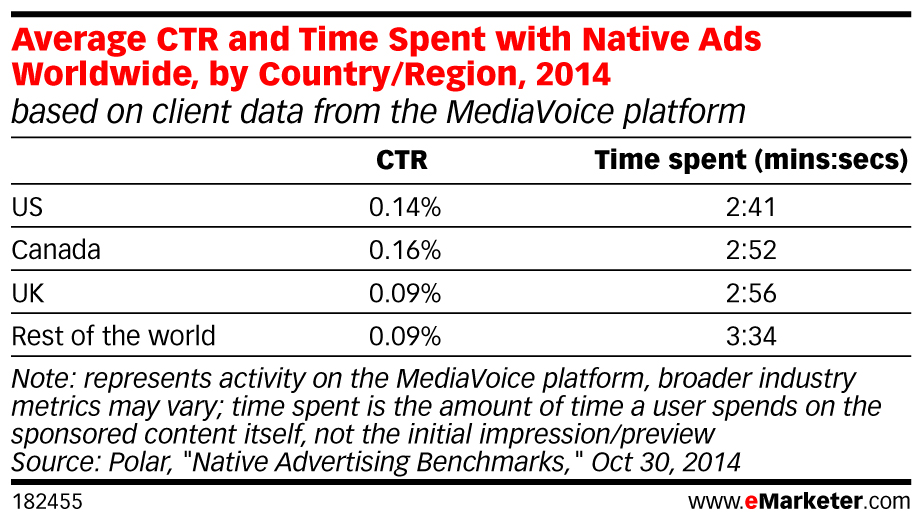 Average CTR and Time Spent with Native Ads
Worldwide, by Country/Region, 2014
based on client data from the MediaVoice platform
CTR Time spent (mins:secs)
US 0.14% 2:41
Canada 0.16% 2:52
UK 0.09% 2:56
Rest of the world 0.09% 3:34
Note: represents activity on the MediaVoice platform, broader industry
metrics may vary; time spent is the amount of time a user spends on the
sponsored content itself, not the initial impression/preview
Source: Polar, "Native Advertising Benchmarks," Oct 30, 2014
182455 www.eMarketer.com